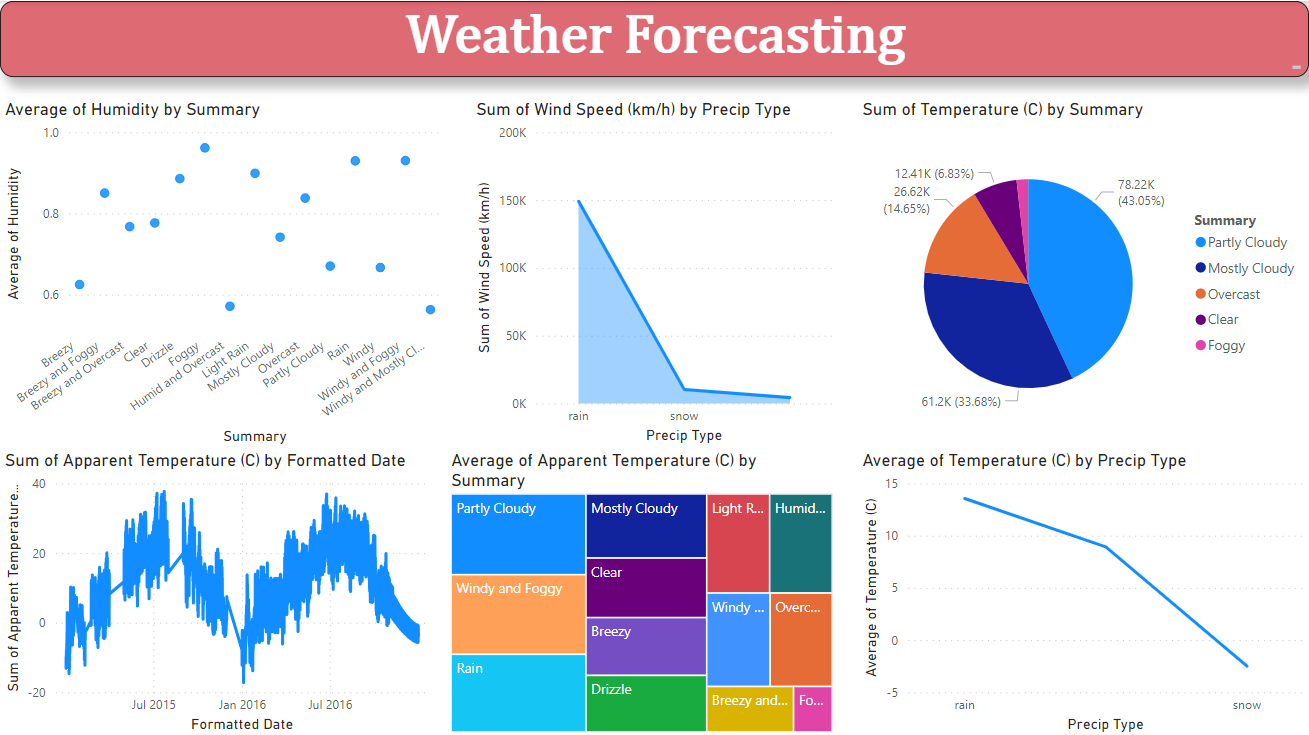 Weather Forecasting
Average of Humidity by Summary
Average of Humidity
1.0
0.8
0.6
Breezy
Breezy and Foggy
Breezy and Overcast
Clear
Drizzle
Foggy
Humid and Overcast
Light Rain
Mostly Cloudy
Overcast
Partly Cloudy
Rain
Windy
Windy and Foggy
Windy and Mostly Cl...
Summary
Sum of Wind Speed (km/h) by Precip Type
Sum of Wind Speed (km/h)
200K
150K
100K
50K
0K
rain
snow
Precip Type
Sum of Temperature (C) by Summary
12.41K (6.83%)
26.62K
(14.65%)
78.22K
(43.05%)
61.2K (33.68%)
Summary
Partly Cloudy
Mostly Cloudy
Overcast
Clear
Foggy
Sum of Apparent Temperature (C) by Formatted Date
Sum of Apparent Temperature...
40
20
0
-20
Jul 2015
Jan 2016
Jul 2016
Formatted Date
Average of Apparent Temperature (C) by
Summary
Partly Cloudy
Windy and Foggy
Rain
Mostly Cloudy
Clear
Breezy
Drizzle
Light R...
Humid...
Windy ...
Overc...
Breezy and...
Fo...
Average of Temperature (C) by Precip Type
Average of Temperature (C)
15
10
5
0
-5
rain
snow
Precip Type